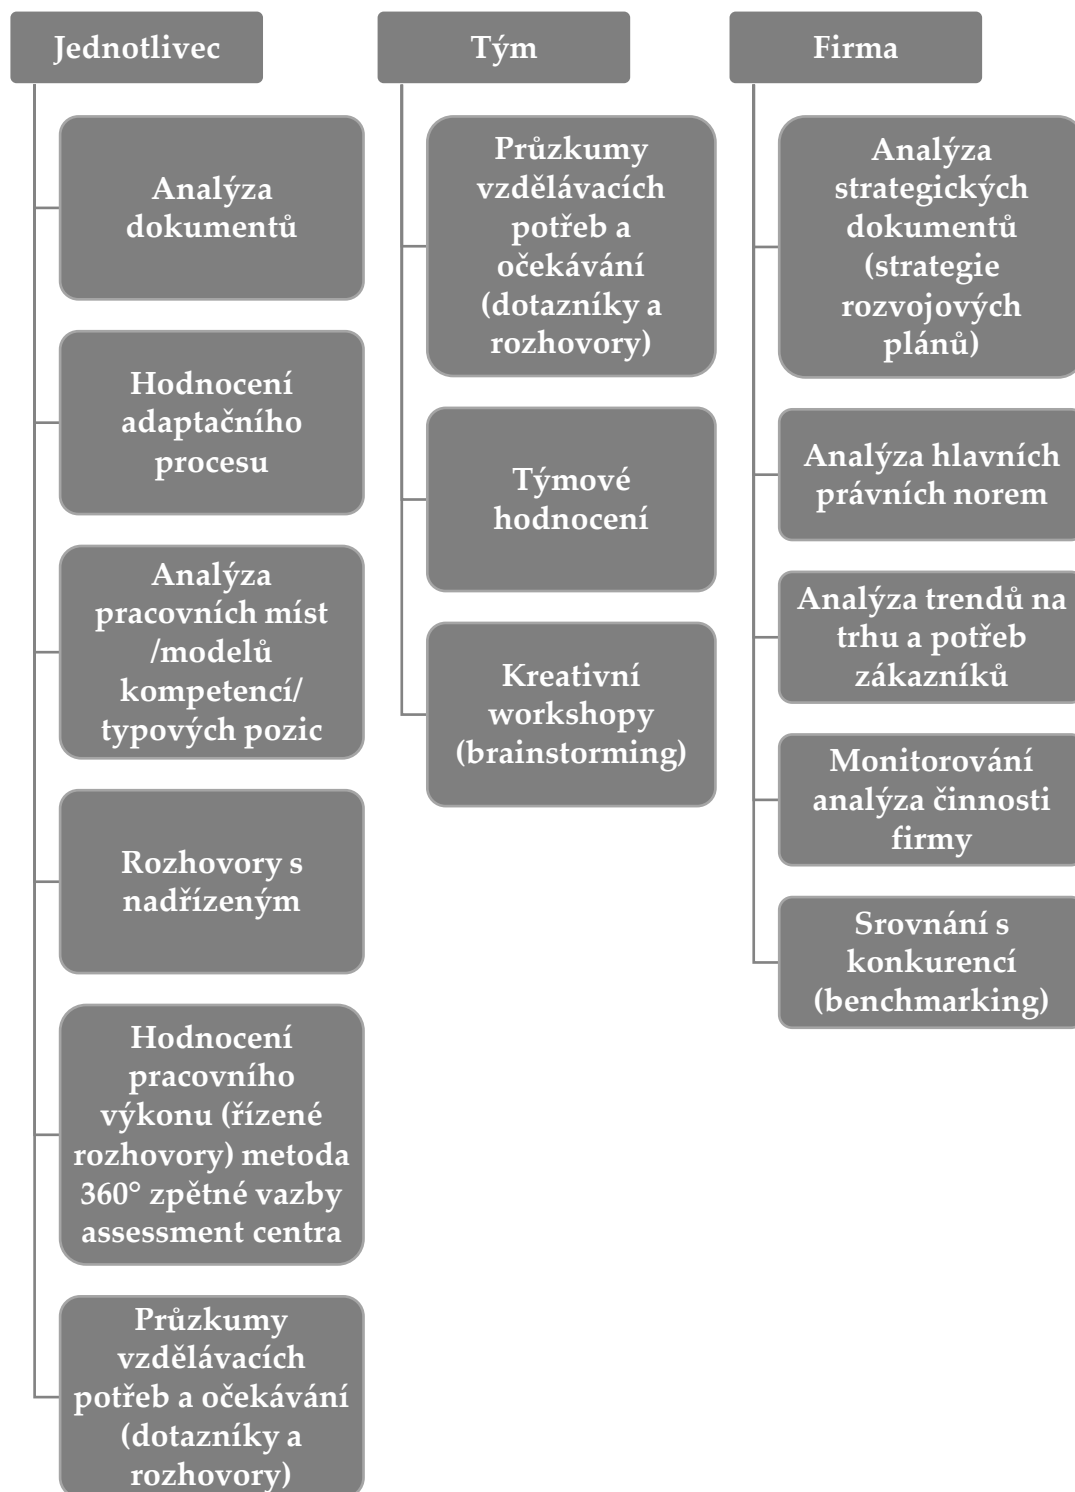 Jednotlivec
Analýza
dokumentů
Hodnocení
adaptačního
procesu
Analýza
pracovních míst
/modelů
kompetencí/
typových pozic
Rozhovory s
nadřízeným
Hodnocení
pracovního
výkonu (řízené
rozhovory) metoda
360° zpětné vazby
assessment centra
Průzkumy
vzdělávacích
potřeb a očekávání
(dotazníky a
rozhovory)
Tým
Průzkumy
vzdělávacích
potřeb a
očekávání
(dotazníky a
rozhovory)
Týmové
hodnocení
Kreativní
workshopy
(brainstorming)
Firma
Analýza
strategických
dokumentů
(strategie
rozvojových
plánů)
Analýza hlavních
právních norem
Analýza trendů na
trhu a potřeb
zákazníků
Monitorování
analýza činnosti
firmy
Srovnání s
konkurencí
(benchmarking)